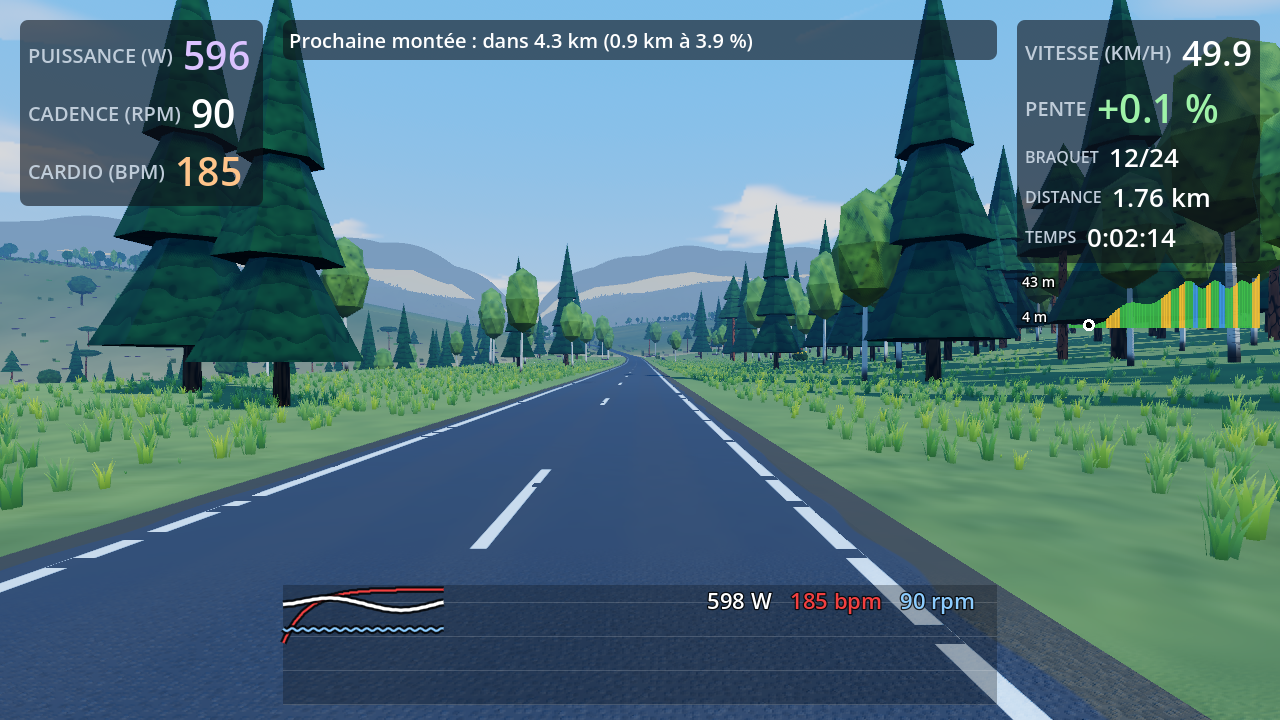 PUISSANCE (W) 596
CADENCE (RPM) 90
CARDIO (BPM) 185
Prochaine montée : dans 4.3 km (0.9 km à 3.9 %)
VITESSE (KM/H) 49.9
PENTE +0.1 %
BRAQUET 12/24
DISTANCE 1.76 km
TEMPS 0:02:14
43 m
4 m
598 W 185 bpm 90 rpm